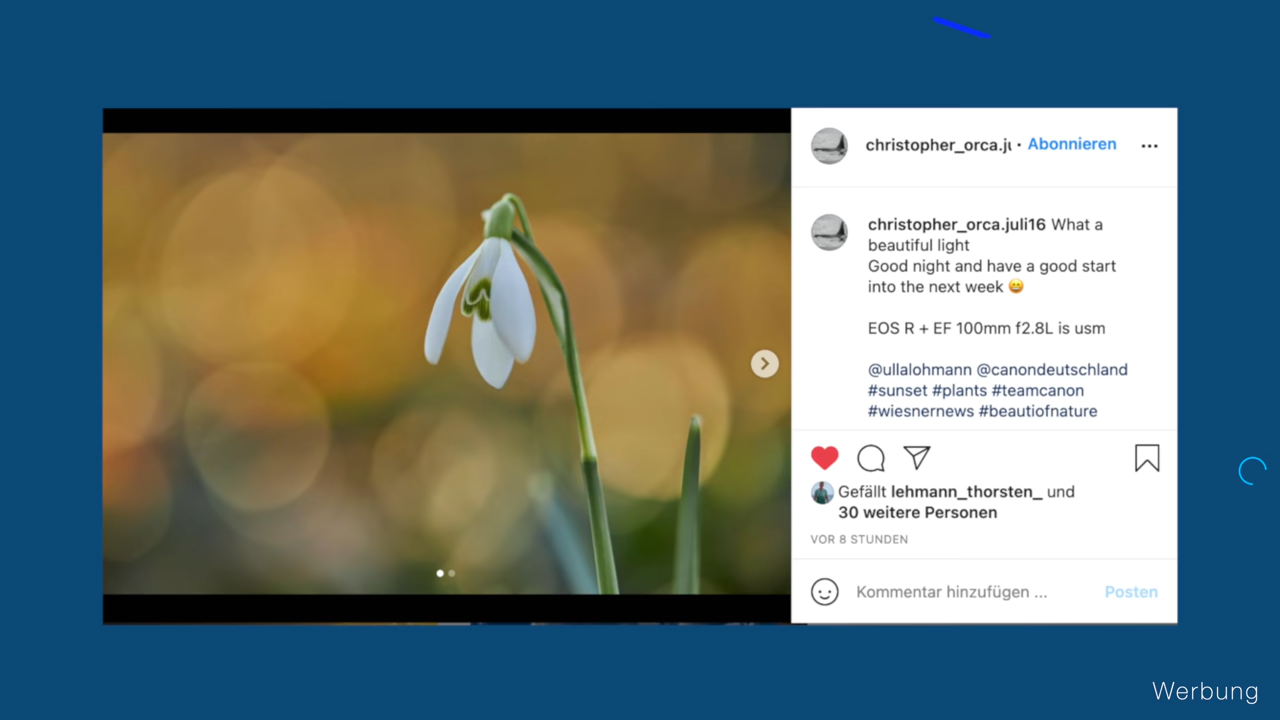 christopher_orca.ju • Abonnieren ...
christopher_orca.juli16 What a
beautiful light
Good night and have a good start
into the next week 😄
EOS R + EF 100mm f2.8L is usm
@ullalohmann @canondeutschland
#sunset #plants #teamcanon
#wiesnernews #beautiofnature
Gefällt lehmann_thorsten_ und
30 weitere Personen
VOR 8 STUNDEN
Kommentar hinzufügen ... Posten
Werbung